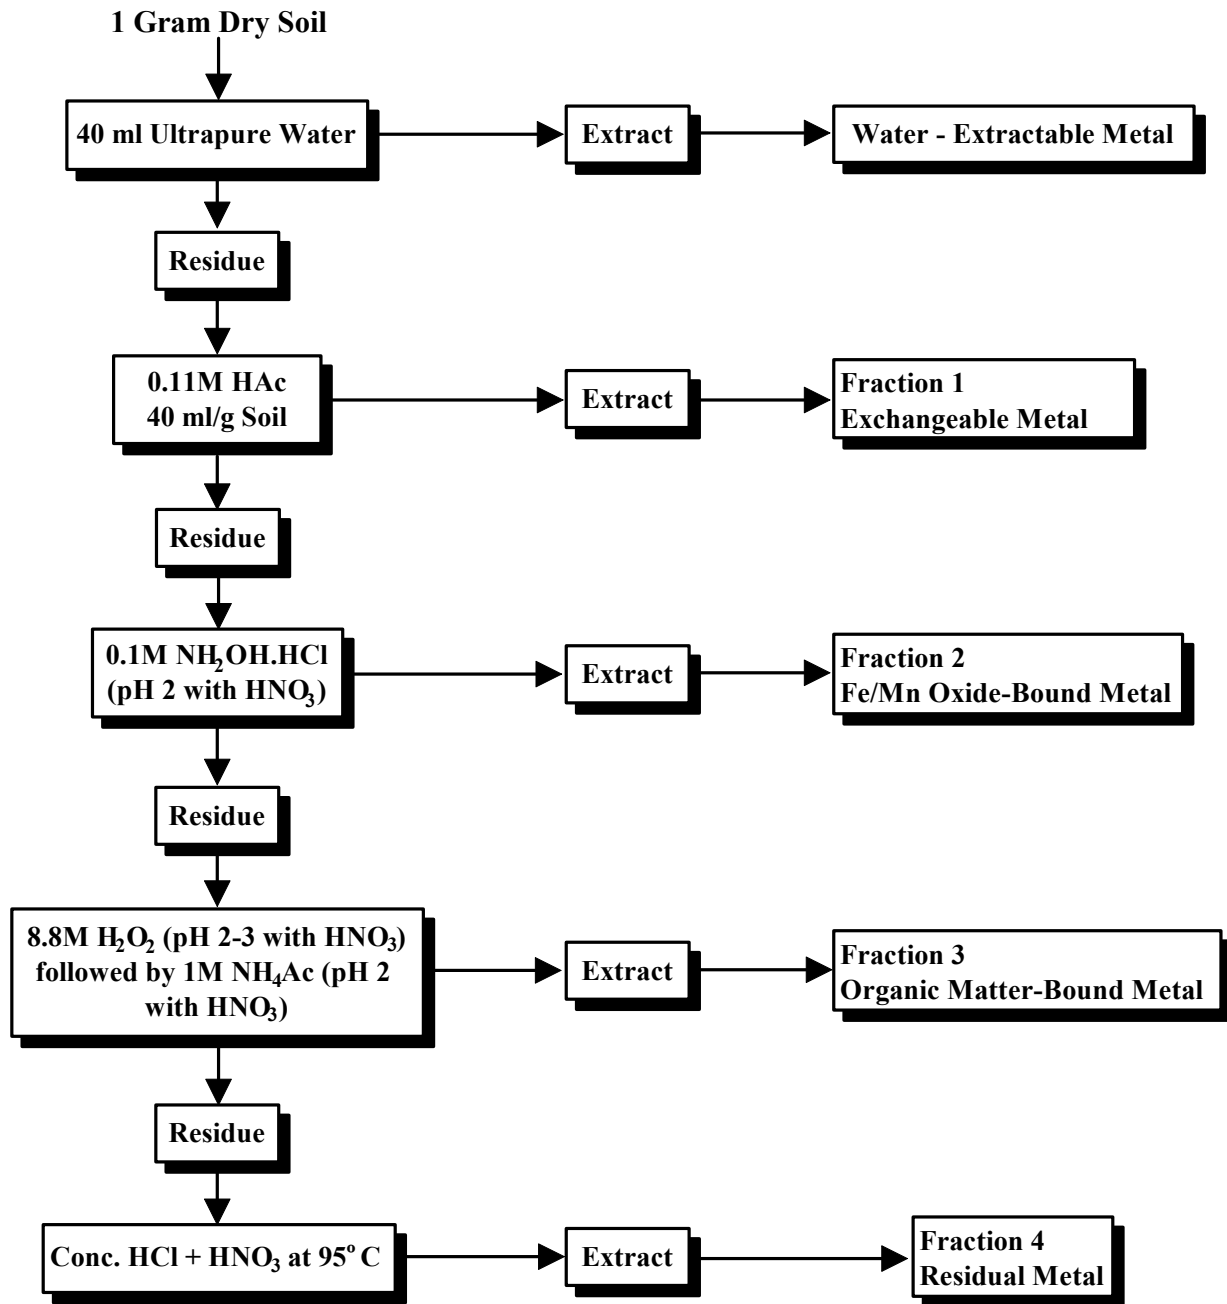 1 Gram Dry Soil
40 ml Ultrapure Water
Extract
Water - Extractable Metal
Residue
0.11M HAc
40 ml/g Soil
Extract
Fraction 1
Exchangeable Metal
Residue
0.1M NH₂OH.HCl
(pH 2 with HNO₃)
Extract
Fraction 2
Fe/Mn Oxide-Bound Metal
Residue
8.8M H₂O₂ (pH 2-3 with HNO₃)
followed by 1M NH₄Ac (pH 2
with HNO₃)
Extract
Fraction 3
Organic Matter-Bound Metal
Residue
Conc. HCl + HNO₃ at 95° C
Extract
Fraction 4
Residual Metal